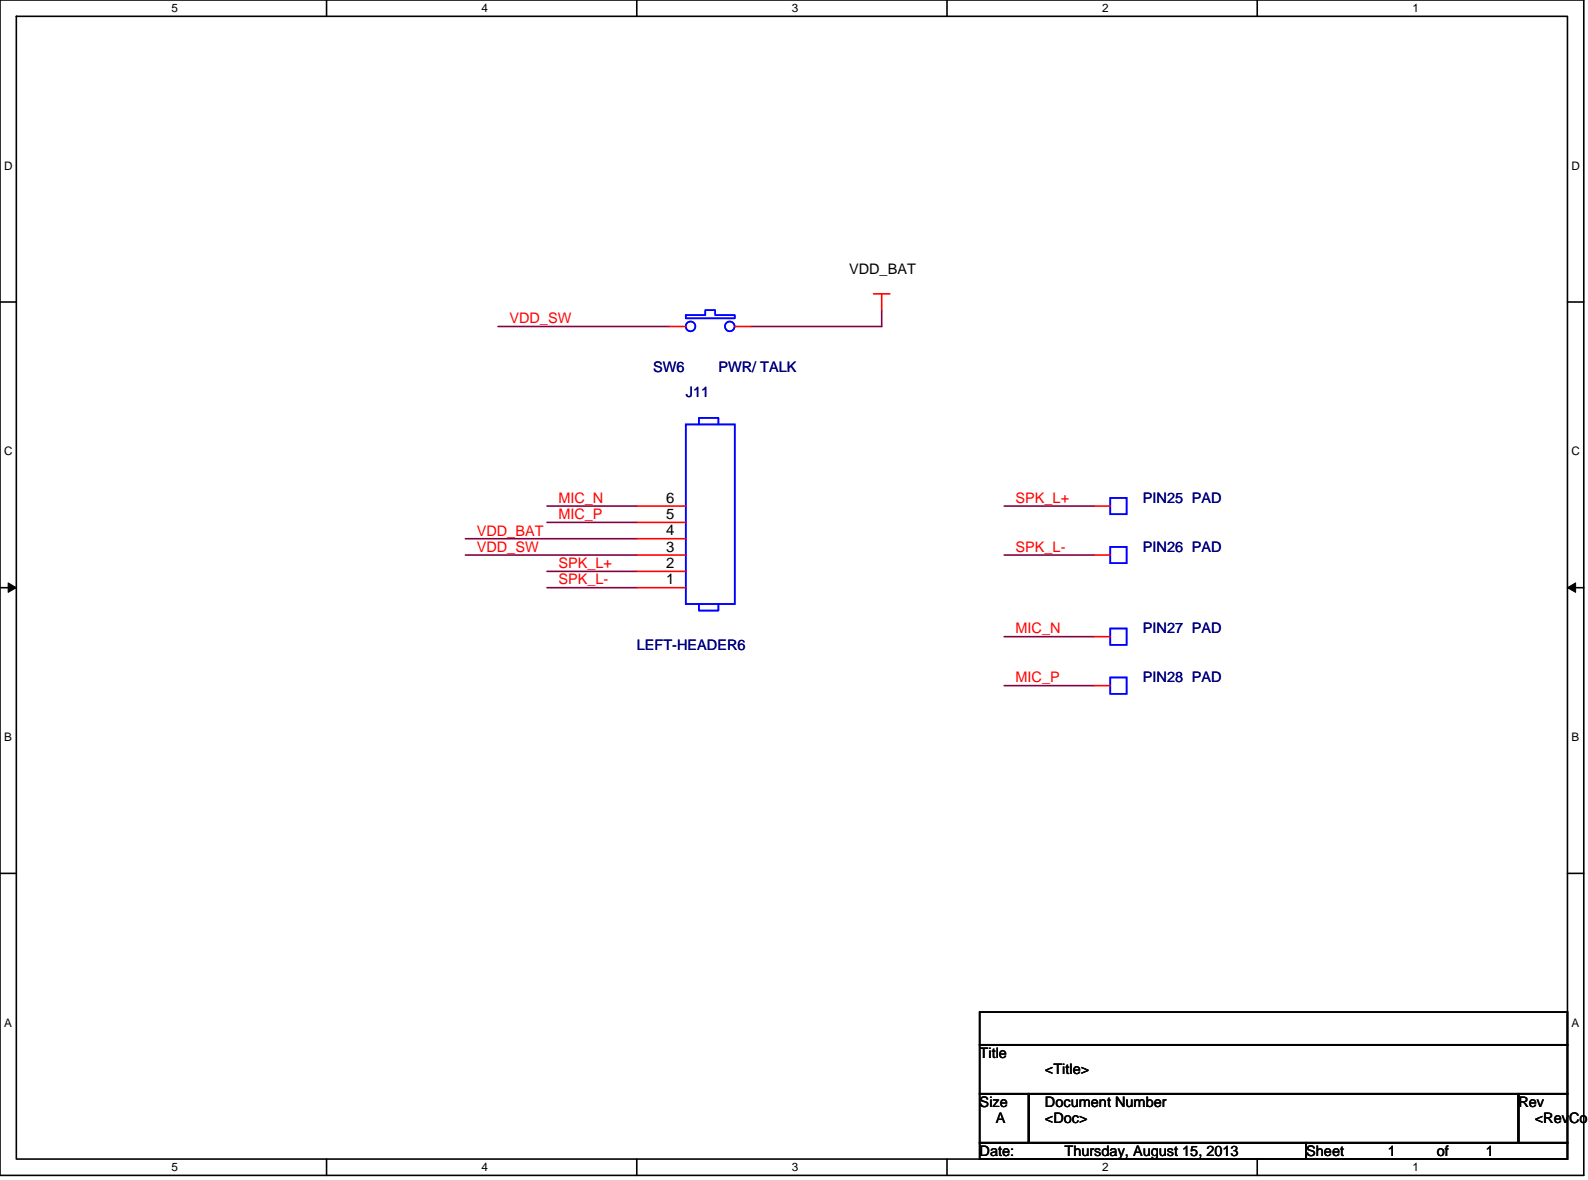 5 4 3 2 1
D D
VDD_BAT
VDD_SW
SW6 PWR/ TALK
J11
C C
MIC_N 6
MIC_P 5
VDD_BAT 4
VDD_SW 3
SPK_L+ 2
SPK_L- 1
LEFT-HEADER6
SPK_L+ PIN25 PAD
SPK_L- PIN26 PAD
MIC_N PIN27 PAD
MIC_P PIN28 PAD
B B
A A
Title
<Title>
Size Document Number Rev
A <Doc> <RevCo
Date: Thursday, August 15, 2013 Sheet 1 of 1
5 4 3 2 1